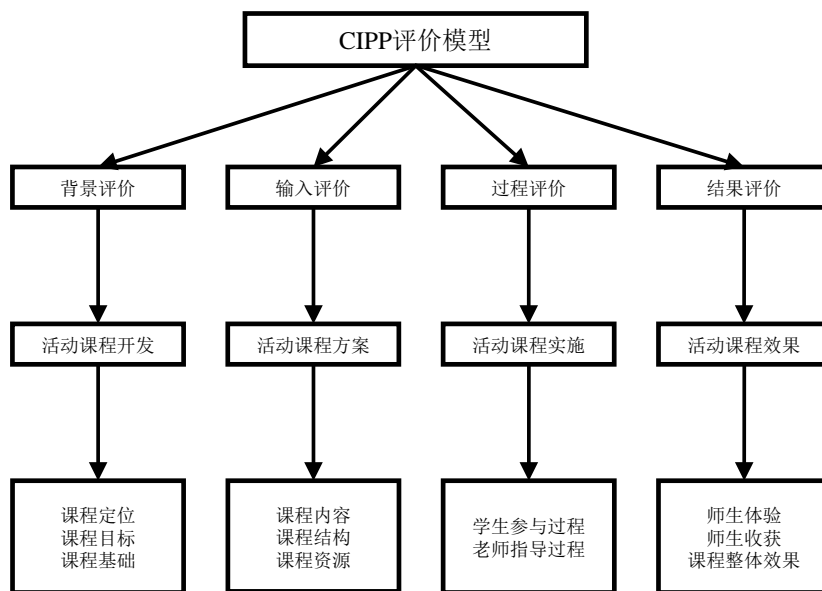 CIPP评价模型
背景评价
输入评价
过程评价
结果评价
活动课程开发
活动课程方案
活动课程实施
活动课程效果
课程定位
课程目标
课程基础
课程内容
课程结构
课程资源
学生参与过程
老师指导过程
师生体验
师生收获
课程整体效果